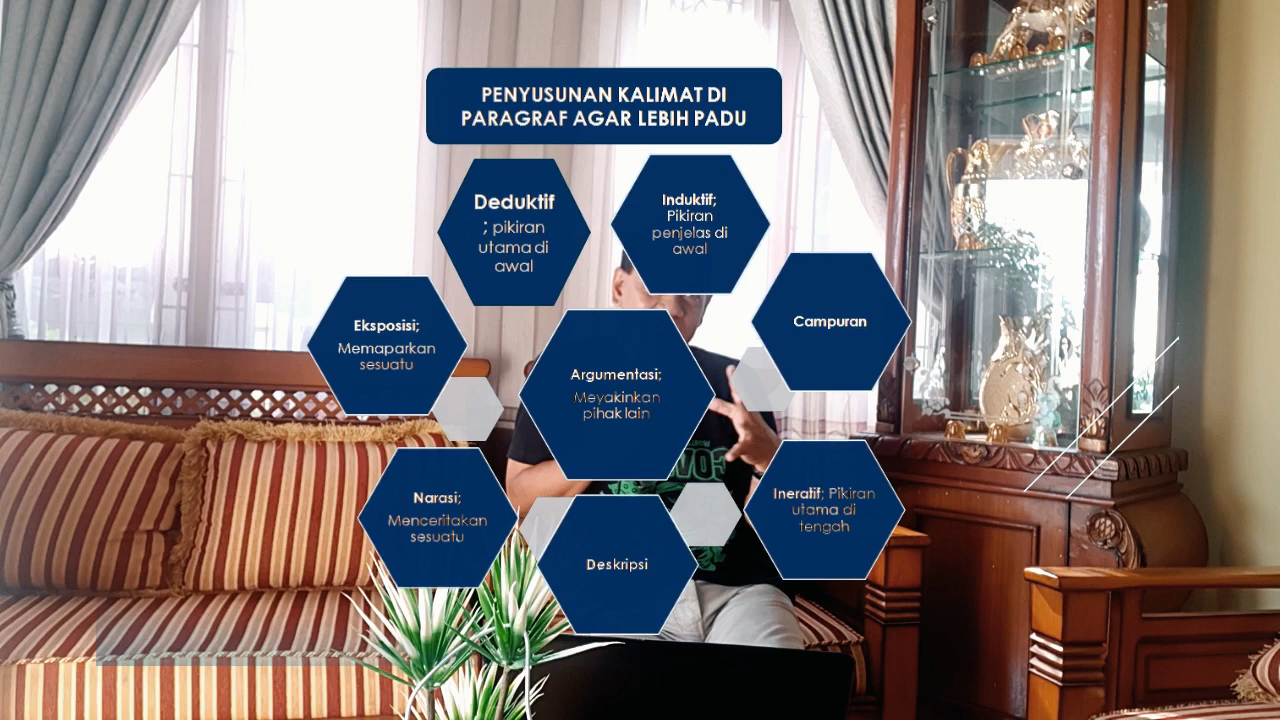 PENYUSUNAN KALIMAT DI
PARAGRAF AGAR LEBIH PADU
Deduktif
; pikiran
utama di
awal
Induktif;
Pikiran
penjelas di
awal
Campuran
Eksposisi;
Memaparkan
sesuatu
Argumentasi;
Meyakinkan
pihak lain
Ineratif; Pikiran
utama di
tengah
Narasi;
Menceritakan
sesuatu
Deskripsi